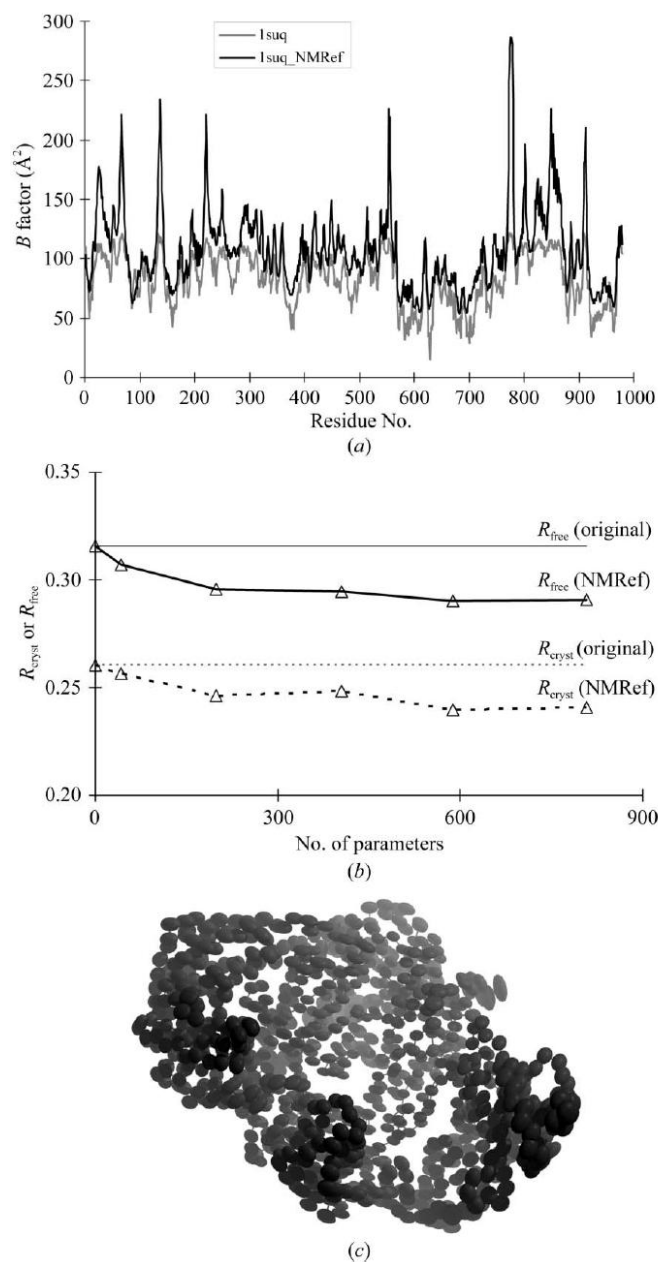 300
1suq
1suq_NMRef
250
200
150
100
50
0
B factor (Å²)
0 100 200 300 400 500 600 700 800 900 1000
Residue No.
(a)
0.35
R_free (original)
0.30
R_free (NMRef)
R_cryst (original)
0.25
R_cryst (NMRef)
0.20
R_cryst or R_free
0 300 600 900
No. of parameters
(b)
(c)